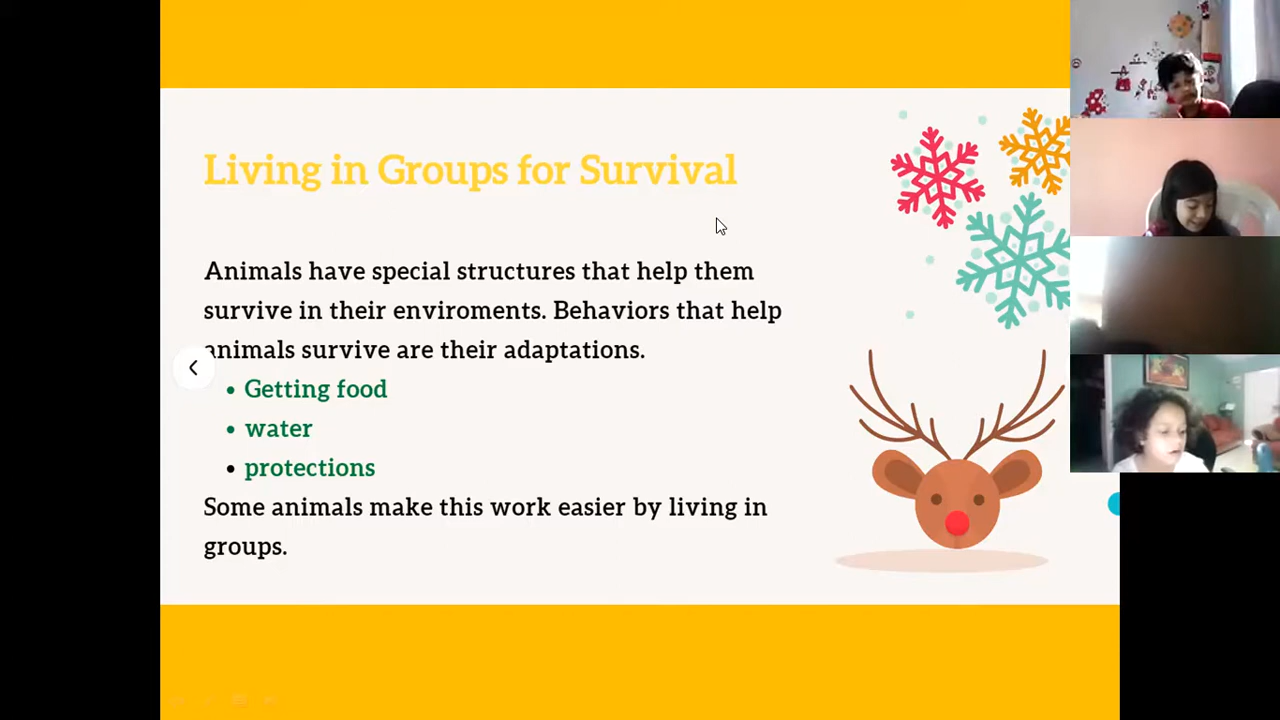 Living in Groups for Survival
Animals have special structures that help them
survive in their enviroments. Behaviors that help
animals survive are their adaptations.
• Getting food
• water
• protections
Some animals make this work easier by living in
groups.